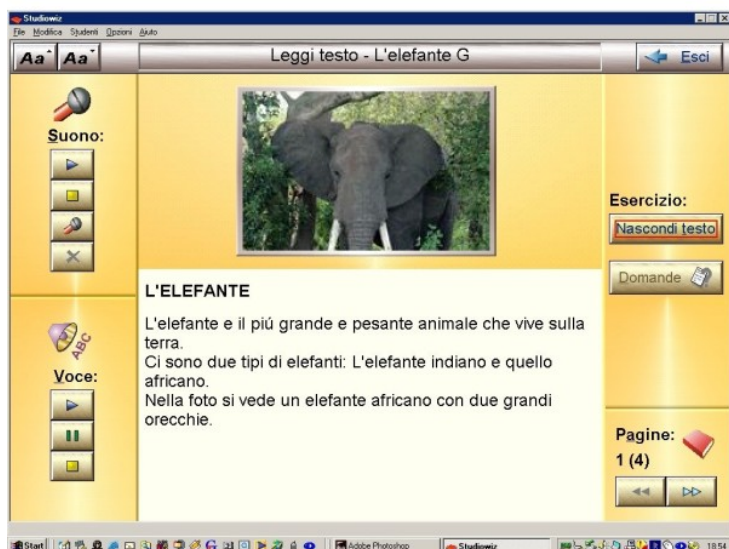 Studiowiz
File Modifica Studenti Opzioni Aiuto
Aa Aa
Leggi testo - L'elefante G
Esci
Suono:
ABC
Voce:
L'ELEFANTE
L'elefante e il piú grande e pesante animale che vive sulla
terra.
Ci sono due tipi di elefanti: L'elefante indiano e quello
africano.
Nella foto si vede un elefante africano con due grandi
orecchie.
Esercizio:
Nascondi testo
Domande
Pagine:
1 (4)
Start
Adobe Photoshop
Studiowiz
18.54